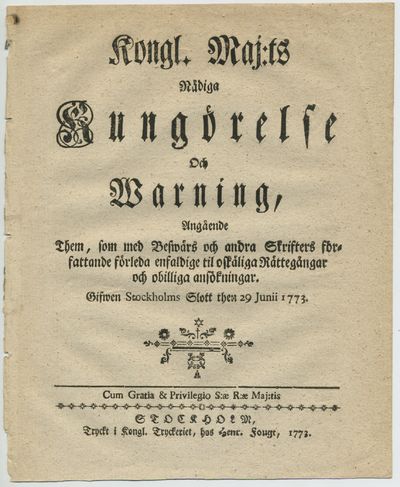 Kongl. Maj:ts
Nådiga
Kungörelse
Och
Warning,
Angående
Them, som med Beswärs och andra Skrifters för-
fattande förleda enfaldige til oskäliga Rättegångar
och obilliga ansökningar.
Gifwen Stockholms Slott then 29 Junii 1773.
Cum Gratia & Privilegio S:æ R:æ Maj:tis
STOCKHOLM,
Tryckt i Kongl. Tryckeriet, hos Henr. Fougt, 1773.